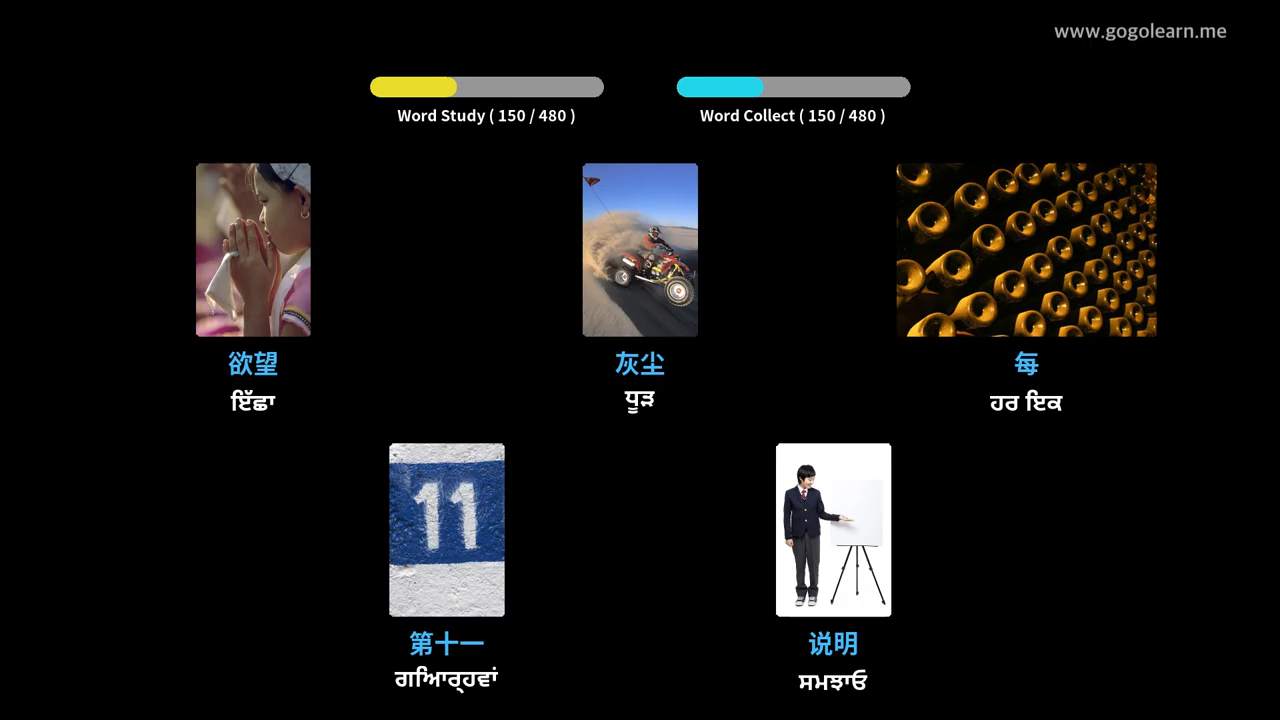 www.gogolearn.me
Word Study ( 150 / 480 )
Word Collect ( 150 / 480 )
欲望
ਇੱਛਾ
灰尘
ਧੂੜ
每
ਹਰ ਇਕ
11
第十一
ਗਿਆਰ੍ਹਵਾਂ
说明
ਸਮਝਾਓ